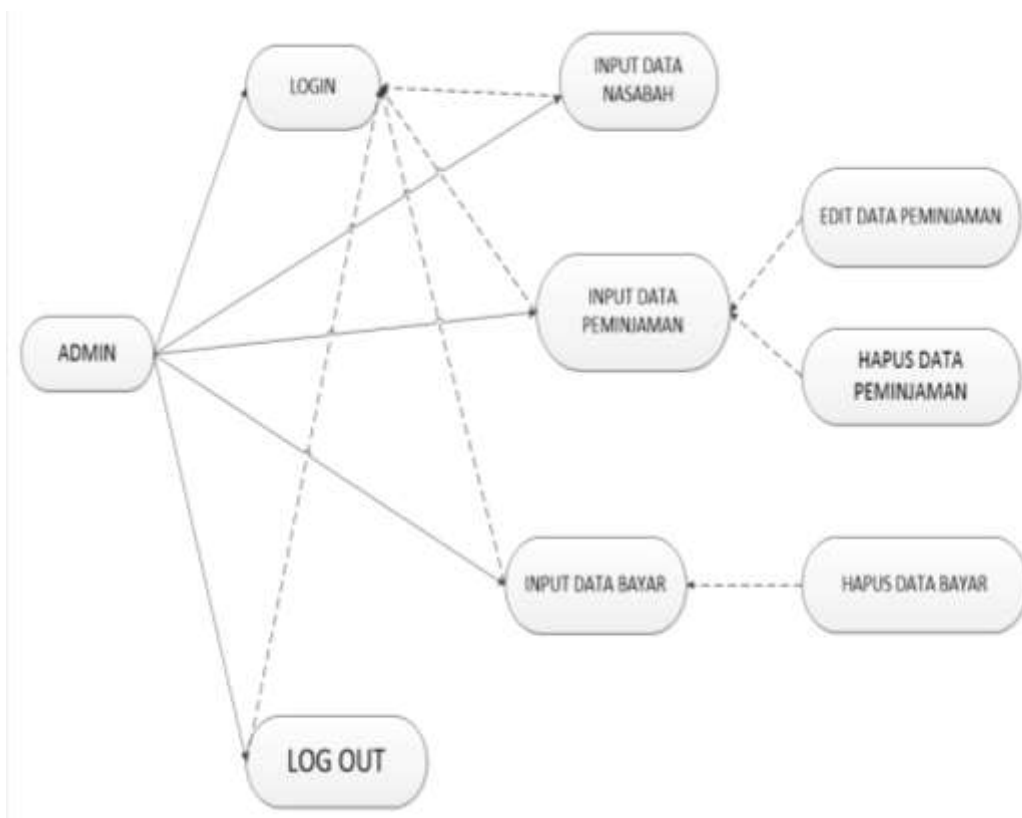 LOGIN
INPUT DATA
NASABAH
EDIT DATA PEMINJAMAN
INPUT DATA
PEMINJAMAN
ADMIN
HAPUS DATA
PEMINJAMAN
INPUT DATA BAYAR
HAPUS DATA BAYAR
LOG OUT